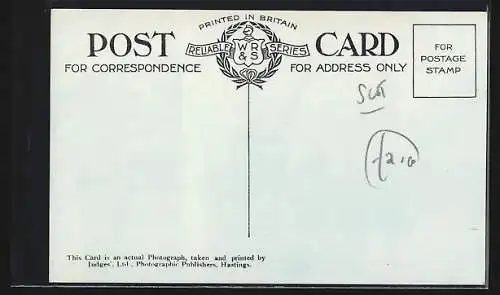 PRINTED IN BRITAIN
POST CARD
RELIABLE WR&S SERIES
FOR CORRESPONDENCE
FOR ADDRESS ONLY
FOR
POSTAGE
STAMP
This Card is an actual Photograph, taken and printed by
Judges', Ltd., Photographic Publishers, Hastings.